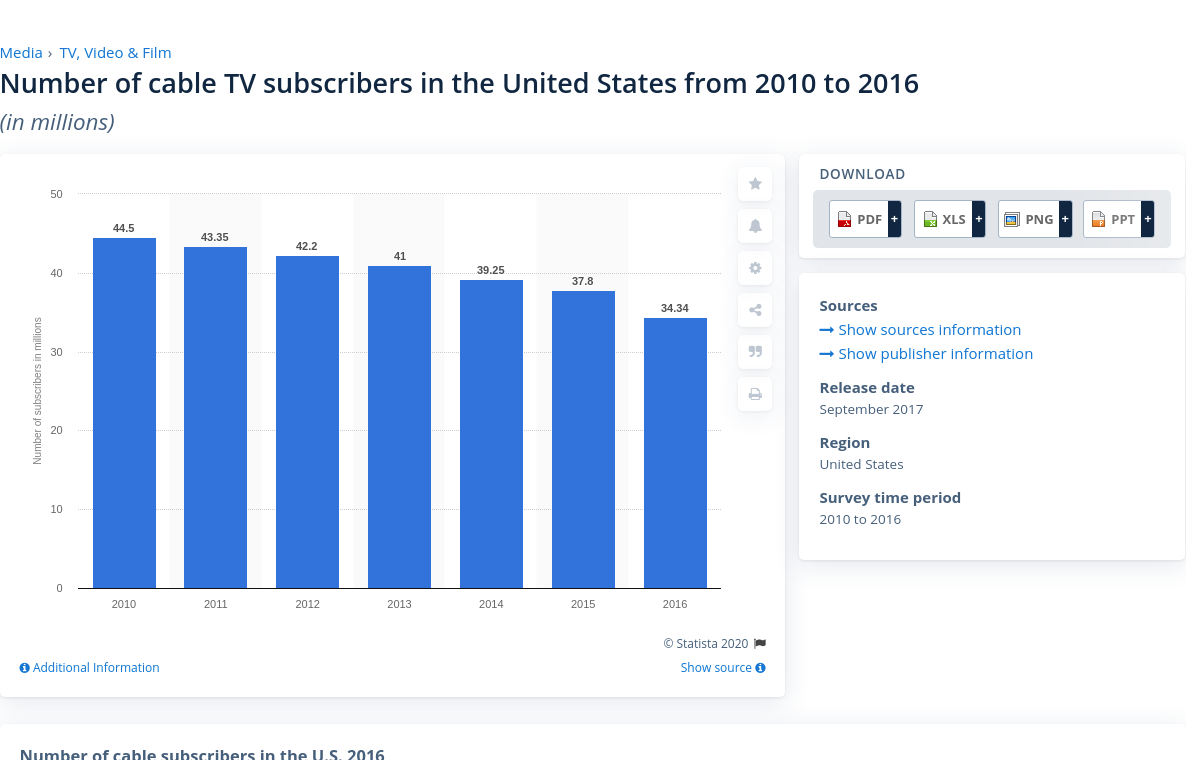 Media › TV, Video & Film
Number of cable TV subscribers in the United States from 2010 to 2016
(in millions)
50
40
30
20
10
0
Number of subscribers in millions
44.5
43.35
42.2
41
39.25
37.8
34.34
2010 2011 2012 2013 2014 2015 2016
© Statista 2020
Additional Information
Show source
DOWNLOAD
PDF + XLS + PNG + PPT +
Sources
Show sources information
Show publisher information
Release date
September 2017
Region
United States
Survey time period
2010 to 2016
Number of cable subscribers in the U.S. 2016